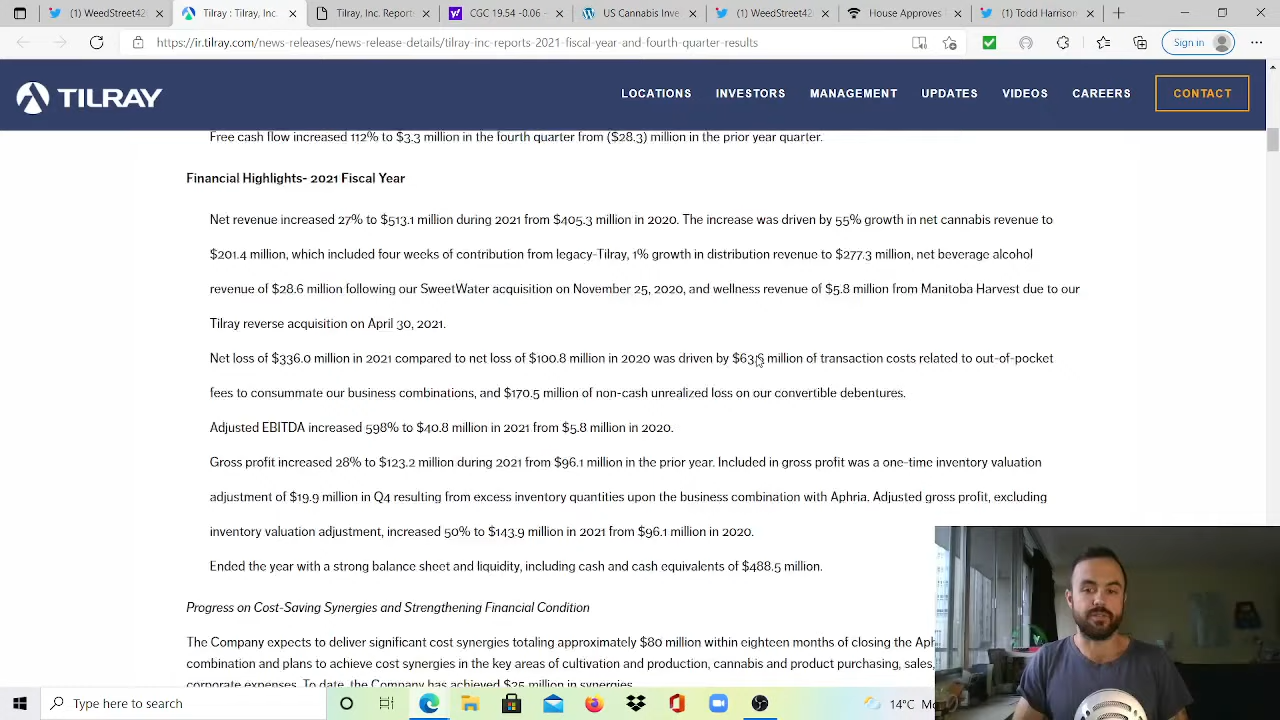 (1) WeedStreet42
Tilray : Tilray, Inc.
Tilray, Inc. Report
CGC 19.54 -0.06 -
US Cannabis Inve
(1) WeedStreet42
House Approves
(1) Todd Harrison
https://ir.tilray.com/news-releases/news-release-details/tilray-inc-reports-2021-fiscal-year-and-fourth-quarter-results
Sign in
TILRAY
LOCATIONS INVESTORS MANAGEMENT UPDATES VIDEOS CAREERS CONTACT
Free cash flow increased 112% to $3.3 million in the fourth quarter from ($28.3) million in the prior year quarter.
Financial Highlights- 2021 Fiscal Year
Net revenue increased 27% to $513.1 million during 2021 from $405.3 million in 2020. The increase was driven by 55% growth in net cannabis revenue to
$201.4 million, which included four weeks of contribution from legacy-Tilray, 1% growth in distribution revenue to $277.3 million, net beverage alcohol
revenue of $28.6 million following our SweetWater acquisition on November 25, 2020, and wellness revenue of $5.8 million from Manitoba Harvest due to our
Tilray reverse acquisition on April 30, 2021.
Net loss of $336.0 million in 2021 compared to net loss of $100.8 million in 2020 was driven by million of transaction costs related to out-of-pocket
fees to consummate our business combinations, and $170.5 million of non-cash unrealized loss on our convertible debentures.
Adjusted EBITDA increased 598% to $40.8 million in 2021 from $5.8 million in 2020.
Gross profit increased 28% to $123.2 million during 2021 from $96.1 million in the prior year. Included in gross profit was a one-time inventory valuation
adjustment of $19.9 million in Q4 resulting from excess inventory quantities upon the business combination with Aphria. Adjusted gross profit, excluding
inventory valuation adjustment, increased 50% to $143.9 million in 2021 from $96.1 million in 2020.
Ended the year with a strong balance sheet and liquidity, including cash and cash equivalents of $488.5 million.
Progress on Cost-Saving Synergies and Strengthening Financial Condition
The Company expects to deliver significant cost synergies totaling approximately $80 million within eighteen months of closing the Aph
combination and plans to achieve cost synergies in the key areas of cultivation and production, cannabis and product purchasing, sales,
corporate expenses. To date, the Company has achieved $25 million in synergies
Type here to search
14°C Mo